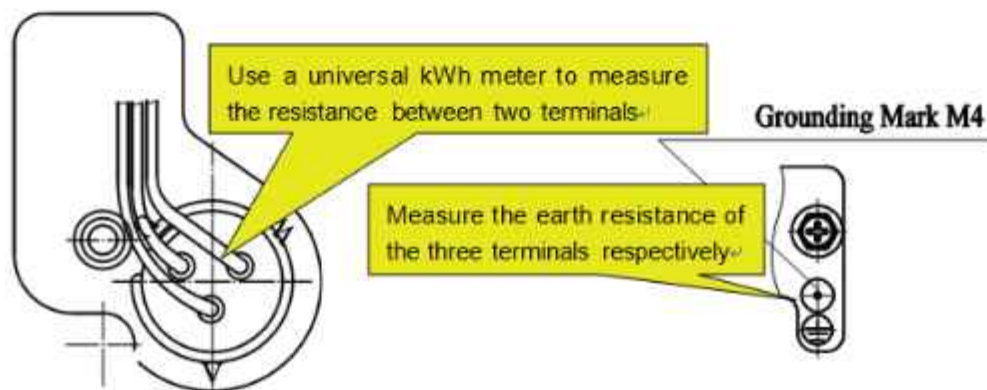 Use a universal kWh meter to measure
the resistance between two terminals
Grounding Mark M4
Measure the earth resistance of
the three terminals respectively